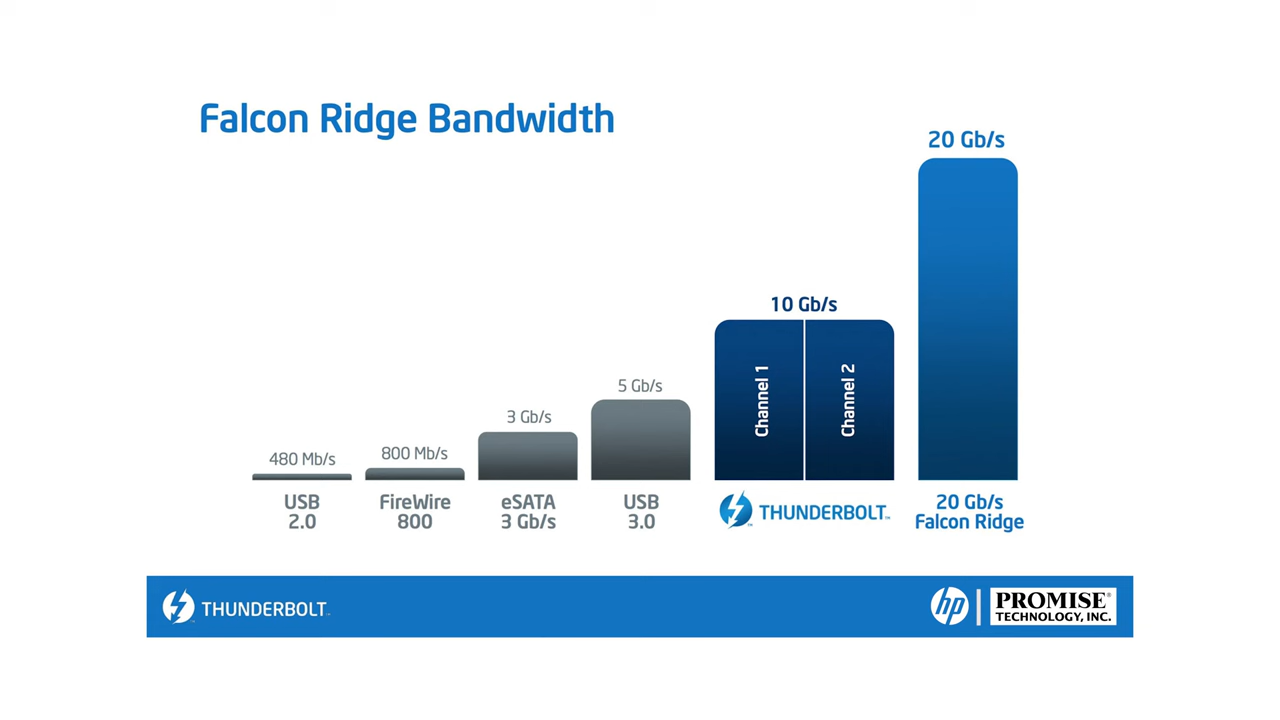 Falcon Ridge Bandwidth
20 Gb/s
10 Gb/s
Channel 1
Channel 2
5 Gb/s
3 Gb/s
800 Mb/s
480 Mb/s
USB
2.0
FireWire
800
eSATA
3 Gb/s
USB
3.0
THUNDERBOLT™
20 Gb/s
Falcon Ridge
THUNDERBOLT™
hp
PROMISE®
TECHNOLOGY, INC.